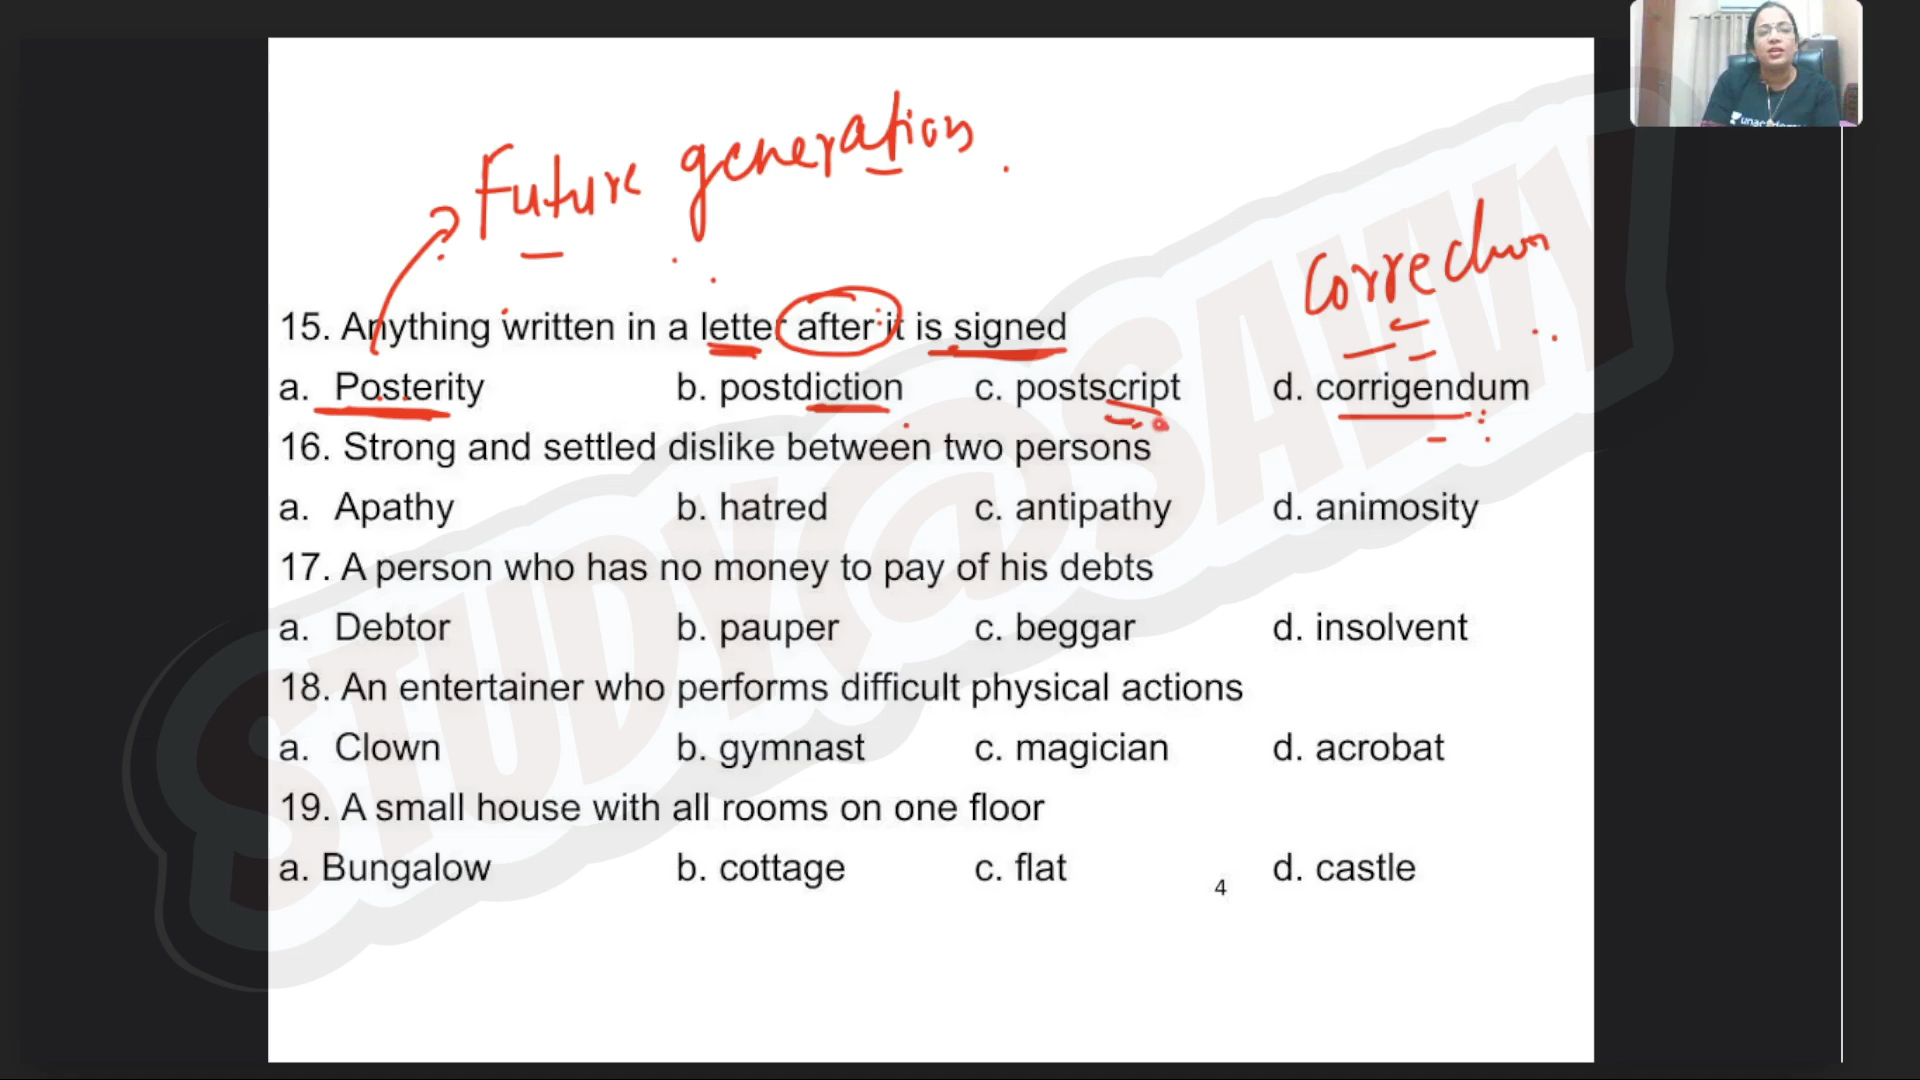 Future generation.
Correction
15. Anything written in a letter after it is signed
a. Posterity b. postdiction c. postscript d. corrigendum
16. Strong and settled dislike between two persons
a. Apathy b. hatred c. antipathy d. animosity
17. A person who has no money to pay of his debts
a. Debtor b. pauper c. beggar d. insolvent
18. An entertainer who performs difficult physical actions
a. Clown b. gymnast c. magician d. acrobat
19. A small house with all rooms on one floor
a. Bungalow b. cottage c. flat d. castle
4
STUDY@SALVI